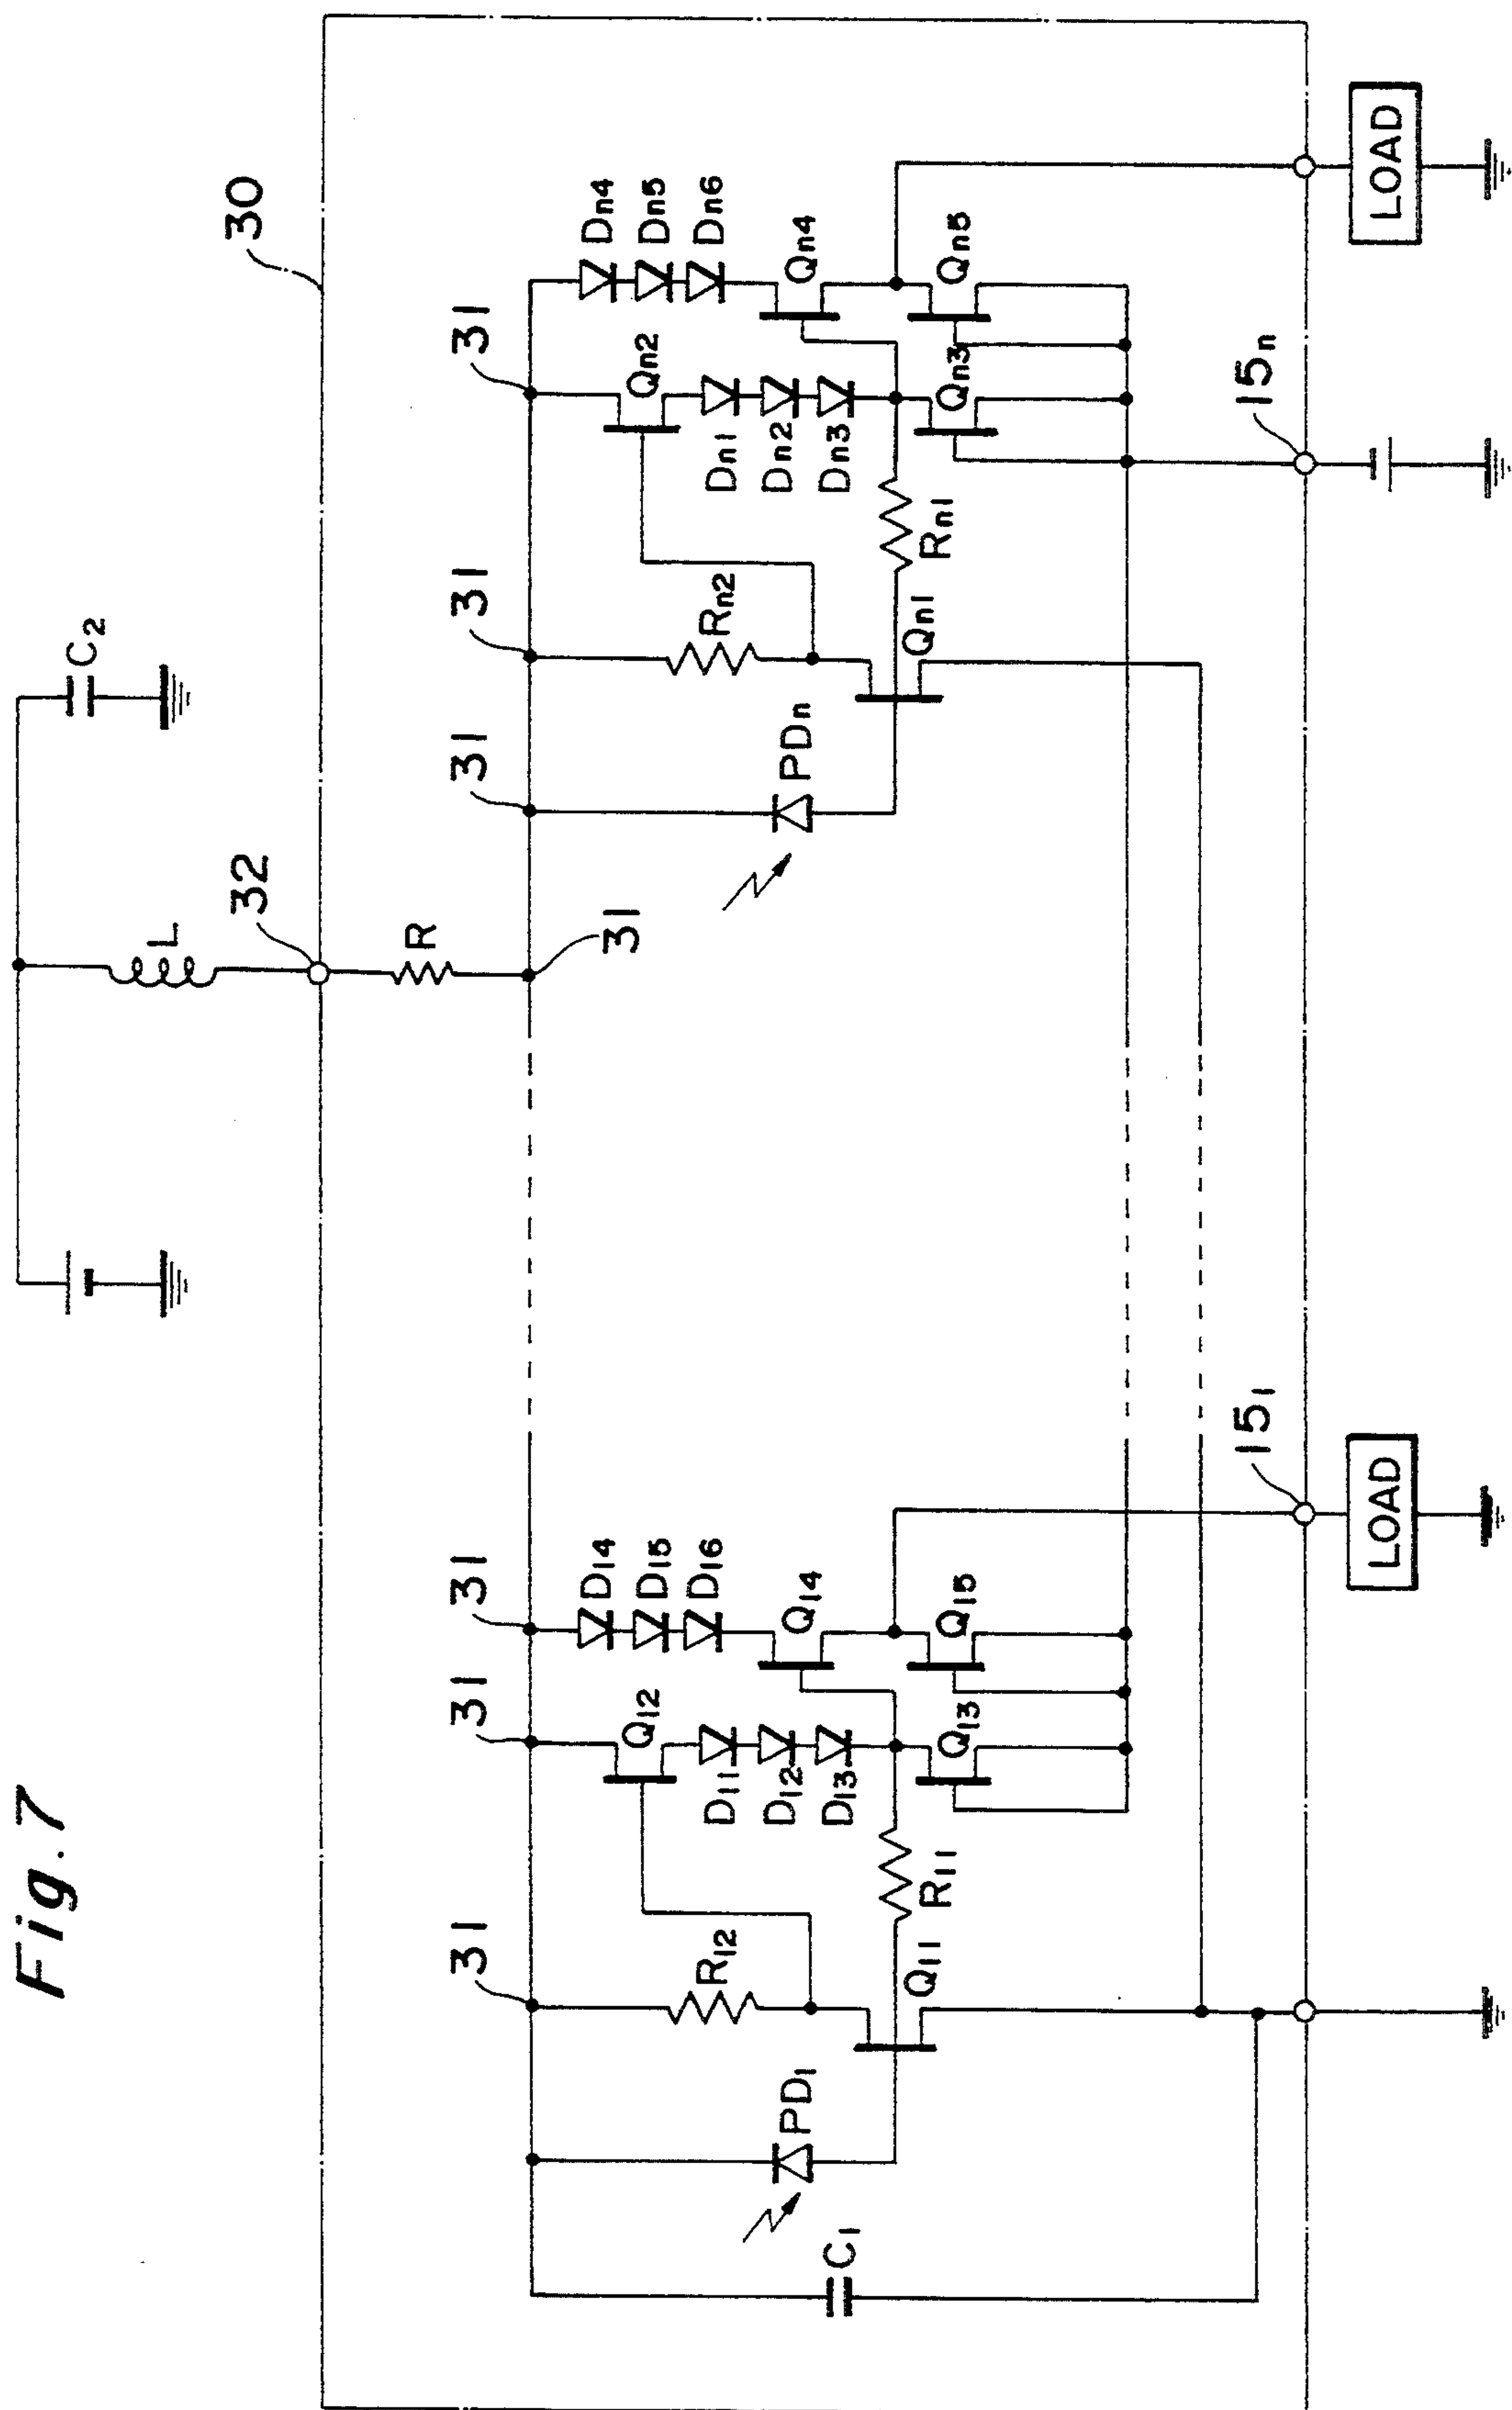 Fig.7
C2
L
32
30
R
31
31
31
31
31
31
31
Dn4
Dn5
Dn6
Qn2
Qn4
Dn1
Dn2
Dn3
Rn2
Rn1
Qn1
Qn3
Qn5
PDn
15n
LOAD
D14
D15
D16
Q12
Q14
D11
D12
D13
R12
R11
Q11
Q13
Q15
PD1
C1
151
LOAD